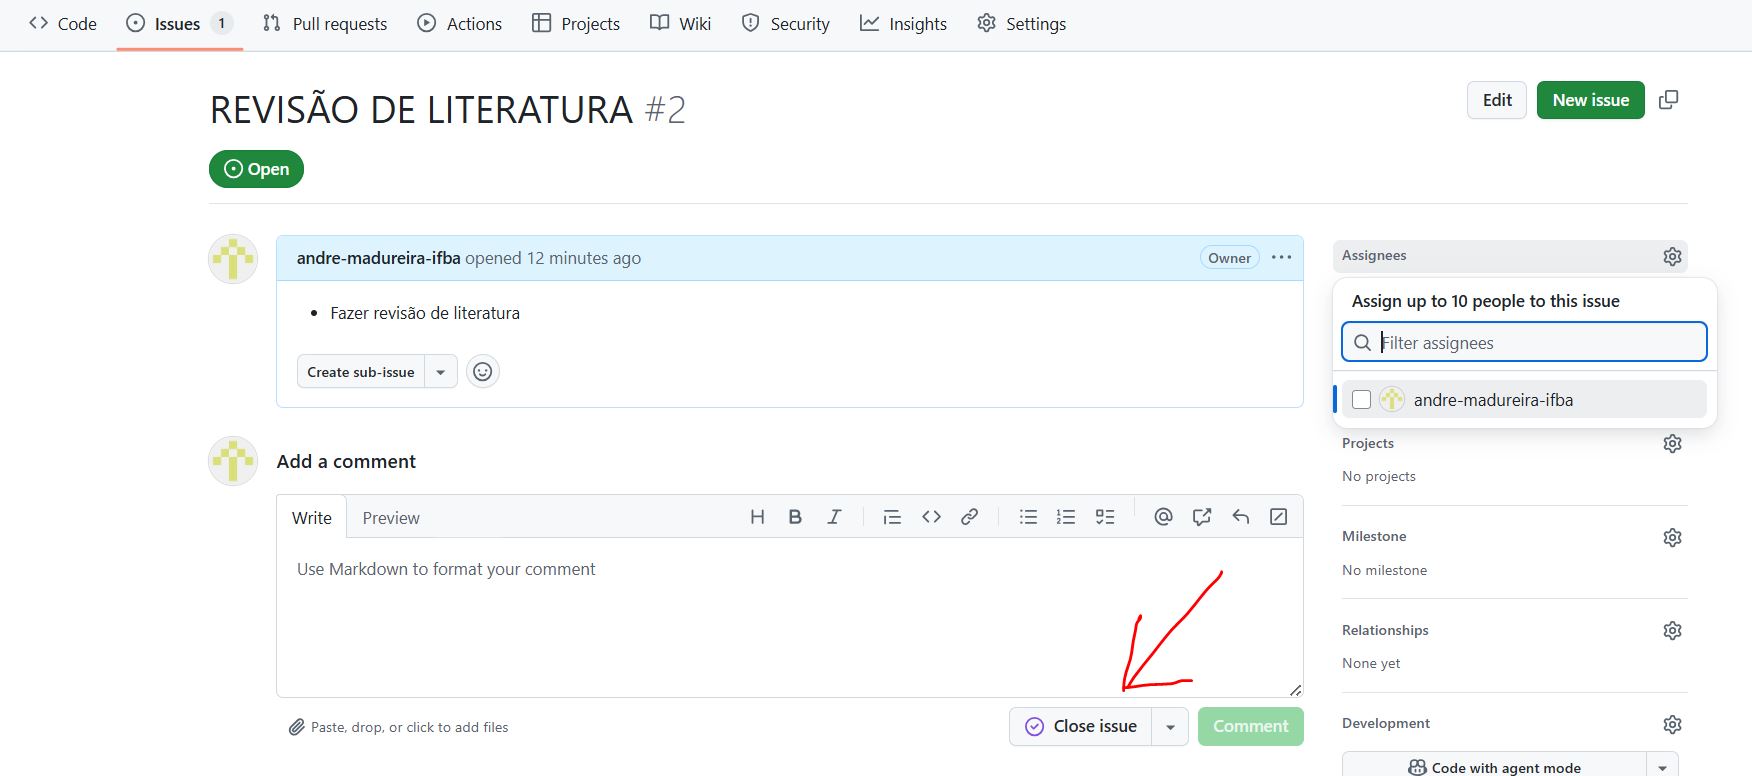 Code Issues 1 Pull requests Actions Projects Wiki Security Insights Settings
REVISÃO DE LITERATURA #2
Edit New issue
Open
andre-madureira-ifba opened 12 minutes ago Owner
• Fazer revisão de literatura
Create sub-issue
Add a comment
Write Preview
Use Markdown to format your comment
Paste, drop, or click to add files
Close issue Comment
Assignees
Assign up to 10 people to this issue
Filter assignees
andre-madureira-ifba
Projects
No projects
Milestone
No milestone
Relationships
None yet
Development
Code with agent mode